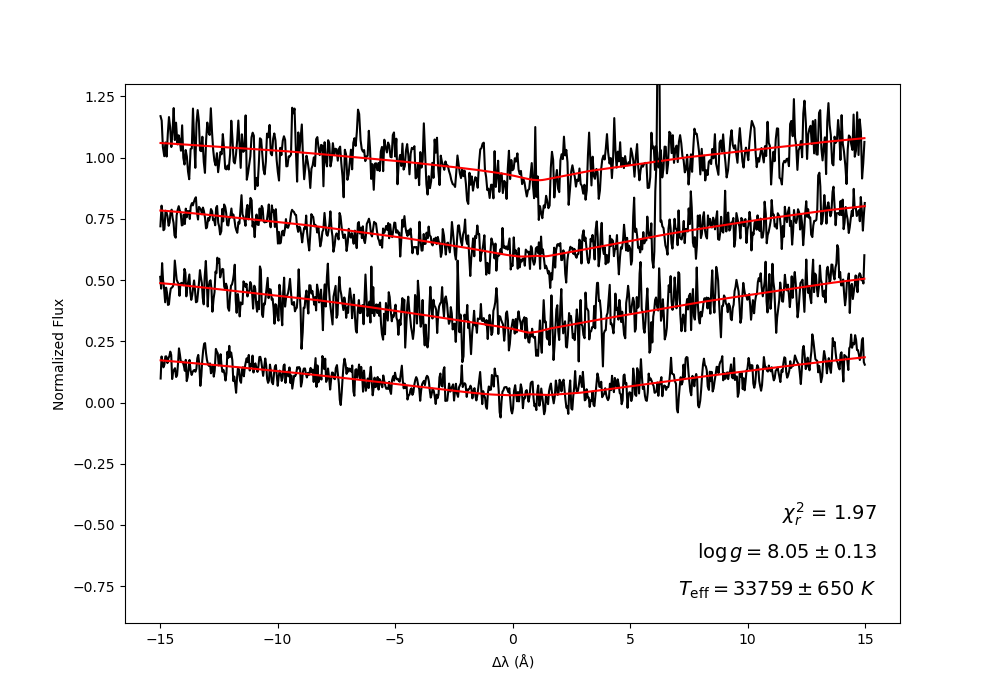 1.25
1.00
0.75
0.50
0.25
0.00
−0.25
−0.50
−0.75
Normalized Flux
χ²ᵣ = 1.97
log g = 8.05 ± 0.13
T_eff = 33759 ± 650 K
−15 −10 −5 0 5 10 15
Δλ (Å)